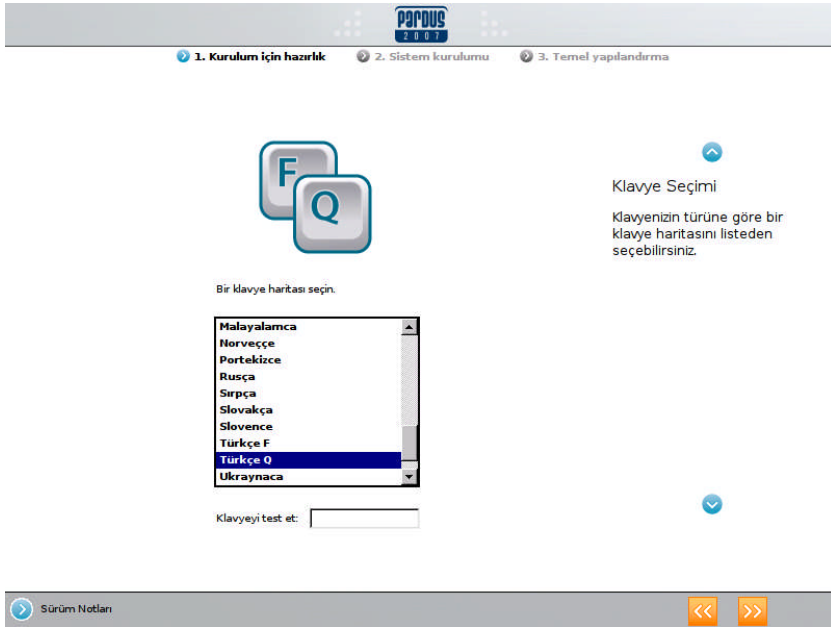 PARDUS
2007
1. Kurulum için hazırlık
2. Sistem kurulumu
3. Temel yapılandırma
F
Q
Klavye Seçimi
Klavyenizin türüne göre bir
klavye haritasını listeden
seçebilirsiniz.
Bir klavye haritası seçin.
Malayalamca
Norveççe
Portekizce
Rusça
Sırpça
Slovakça
Slovence
Türkçe F
Türkçe Q
Ukraynaca
Klavyeyi test et:
Sürüm Notları